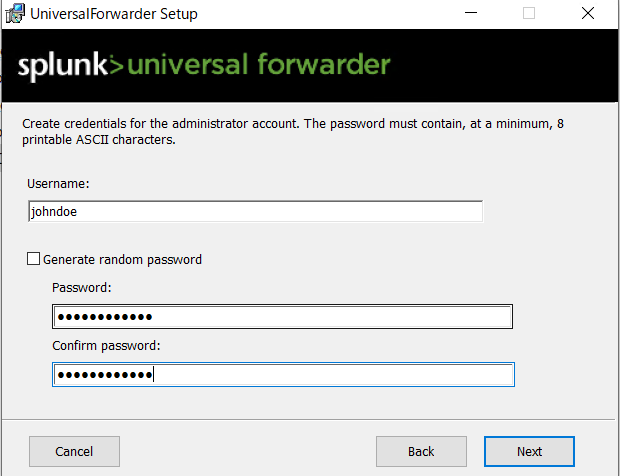 UniversalForwarder Setup
splunk>universal forwarder
Create credentials for the administrator account. The password must contain, at a minimum, 8
printable ASCII characters.
Username:
johndoe
Generate random password
Password:
●●●●●●●●●●●●
Confirm password:
●●●●●●●●●●●●
Cancel
Back
Next